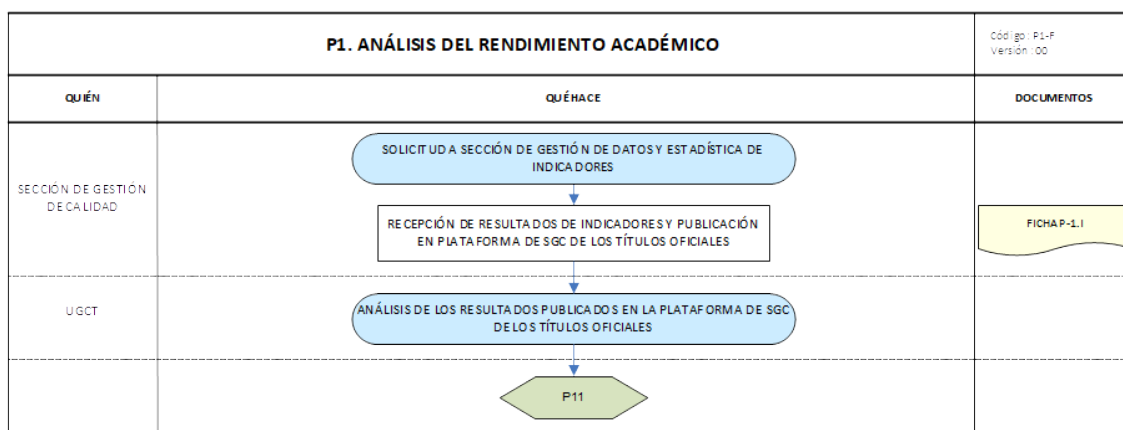 P1. ANÁLISIS DEL RENDIMIENTO ACADÉMICO
Código: P1-F
Versión: 00
QUIÉN
QUÉ HACE
DOCUMENTOS
SOLICITUD A SECCIÓN DE GESTIÓN DE DATOS Y ESTADÍSTICA DE
INDICADORES
SECCIÓN DE GESTIÓN
DE CALIDAD
RECEPCIÓN DE RESULTADOS DE INDICADORES Y PUBLICACIÓN
EN PLATAFORMA DE SGC DE LOS TÍTULOS OFICIALES
FICHA P-1.I
UGCT
ANÁLISIS DE LOS RESULTADOS PUBLICADOS EN LA PLATAFORMA DE SGC
DE LOS TÍTULOS OFICIALES
P11